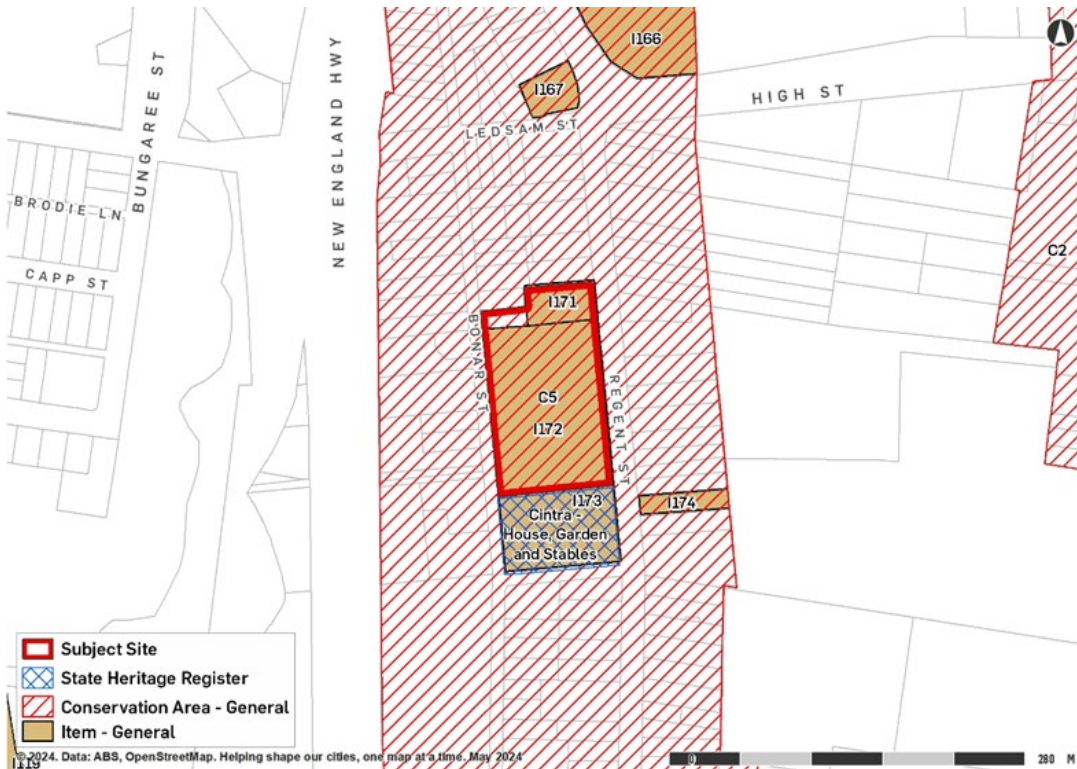 I166
I167
HIGH ST
LEDSAM ST
BUNGAREE ST
NEW ENGLAND HWY
BRODIE LN
CAPP ST
C2
I171
BONAR ST
C5
REGENT ST
I172
I173
Cintra -
House, Garden
and Stables
I174
Subject Site
State Heritage Register
Conservation Area - General
Item - General
I119
© 2024. Data: ABS, OpenStreetMap. Helping shape our cities, one map at a time. May 2024
0
280 M